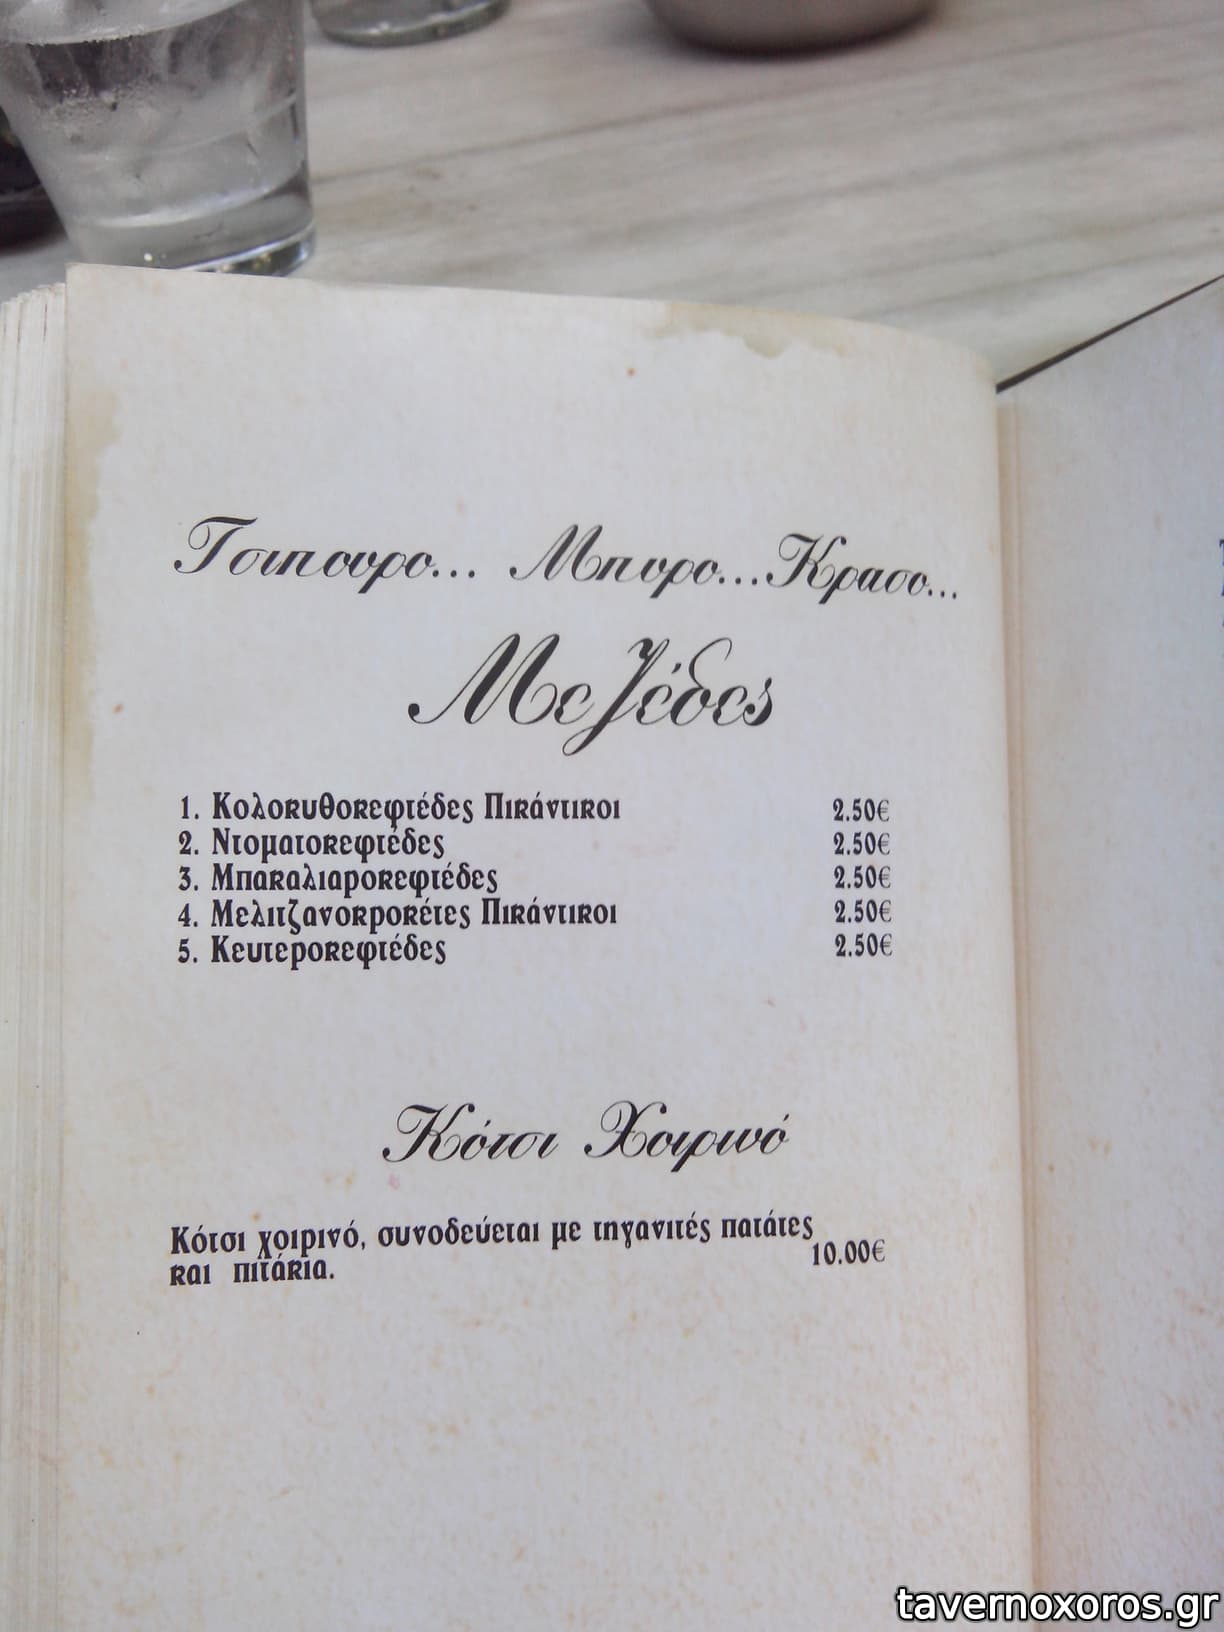 Τσιπουρο... Μπυρο...Κρασο...
Μεζέδες
1. Κολοκυθοκεφτέδες Πικάντικοι 2.50€
2. Ντοματοκεφτέδες 2.50€
3. Μπακαλιαροκεφτέδες 2.50€
4. Μελιτζανοκροκέτες Πικάντικοι 2.50€
5. Κευτεροκεφτέδες 2.50€
Κότσι Χοιρινό
Κότσι χοιρινό, συνοδεύεται με τηγανιτές πατάτες
και πιτάκια. 10.00€
tavernoxoros.gr